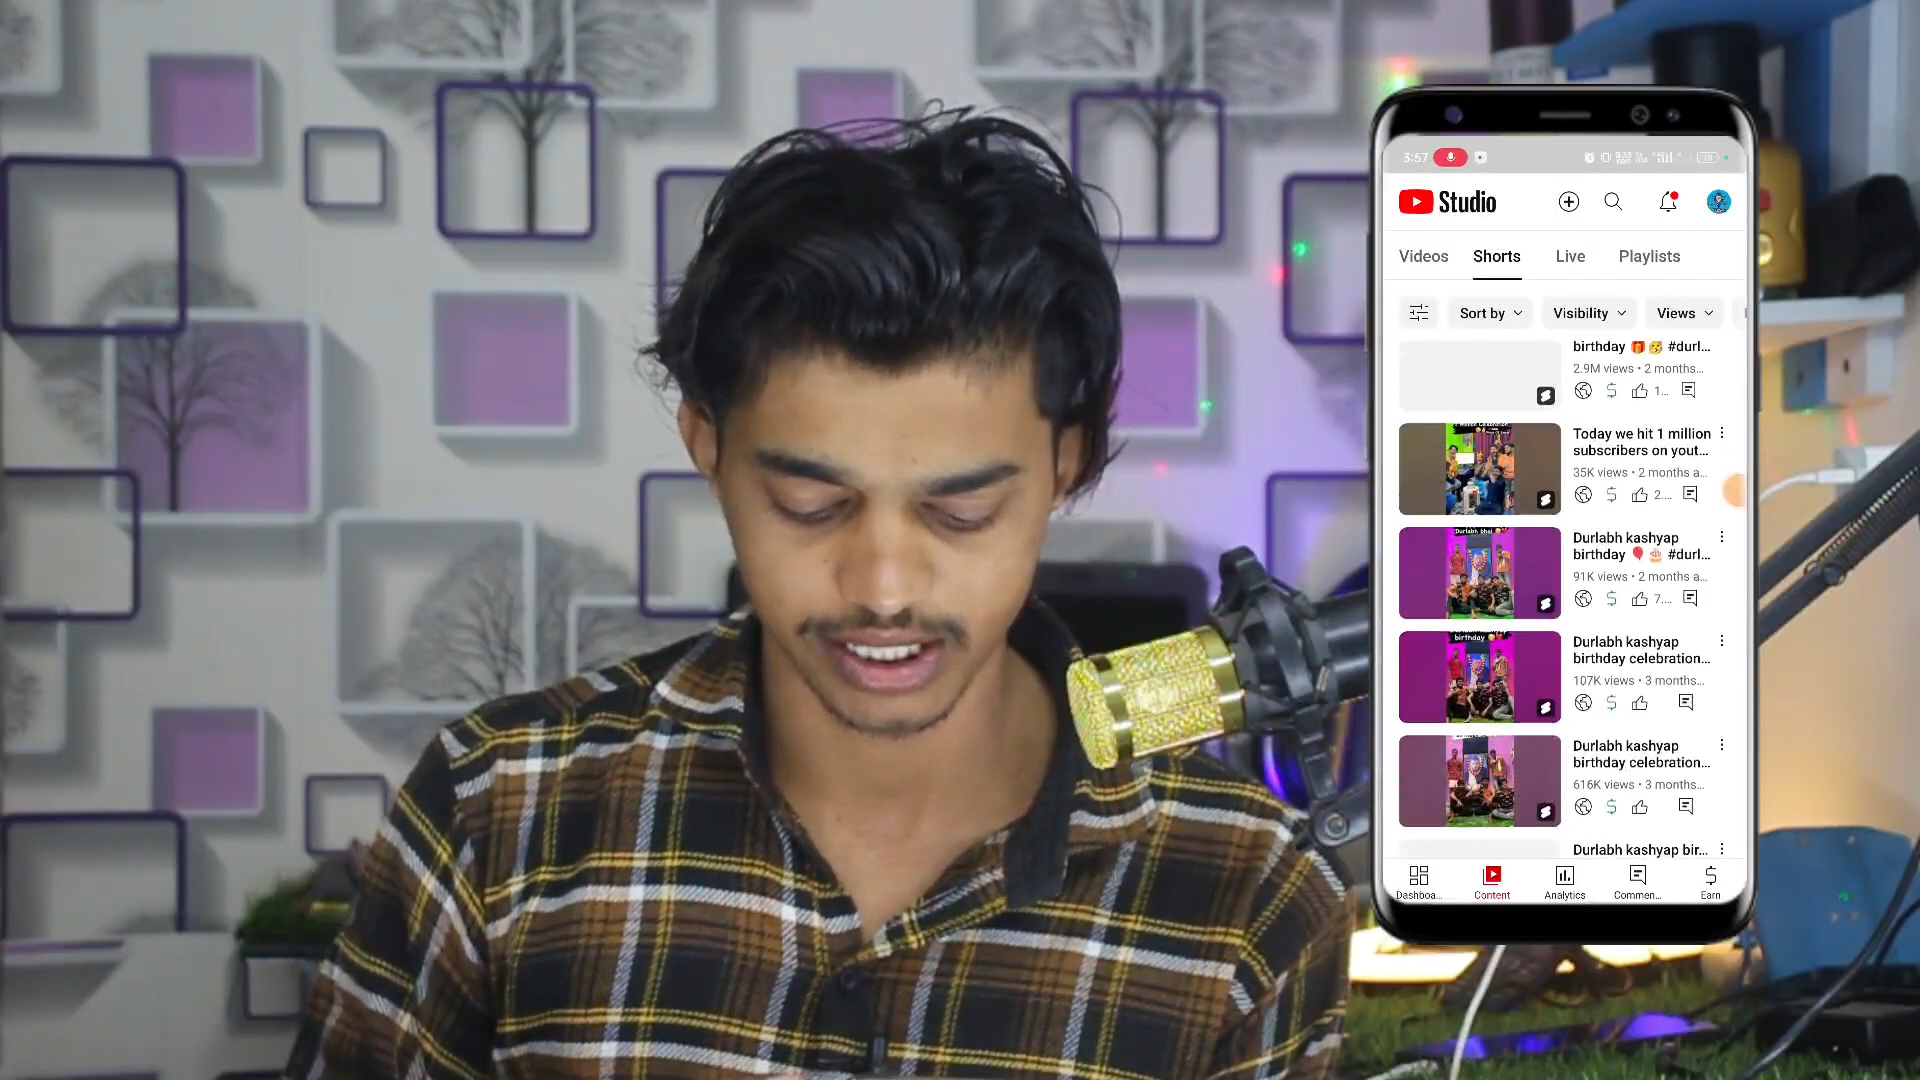 3:57
Studio
Videos Shorts Live Playlists
Sort by Visibility Views
birthday 🎁🥳 #durl...
2.9M views • 2 months...
1...
Today we hit 1 million
subscribers on yout...
35K views • 2 months a...
2....
Durlabh bhai
Durlabh kashyap
birthday 🎈🎂 #durl...
91K views • 2 months a...
7....
birthday
Durlabh kashyap
birthday celebration...
107K views • 3 months...
Durlabh kashyap
birthday celebration...
616K views • 3 months...
Durlabh kashyap bir...
Dashboa... Content Analytics Commen... Earn